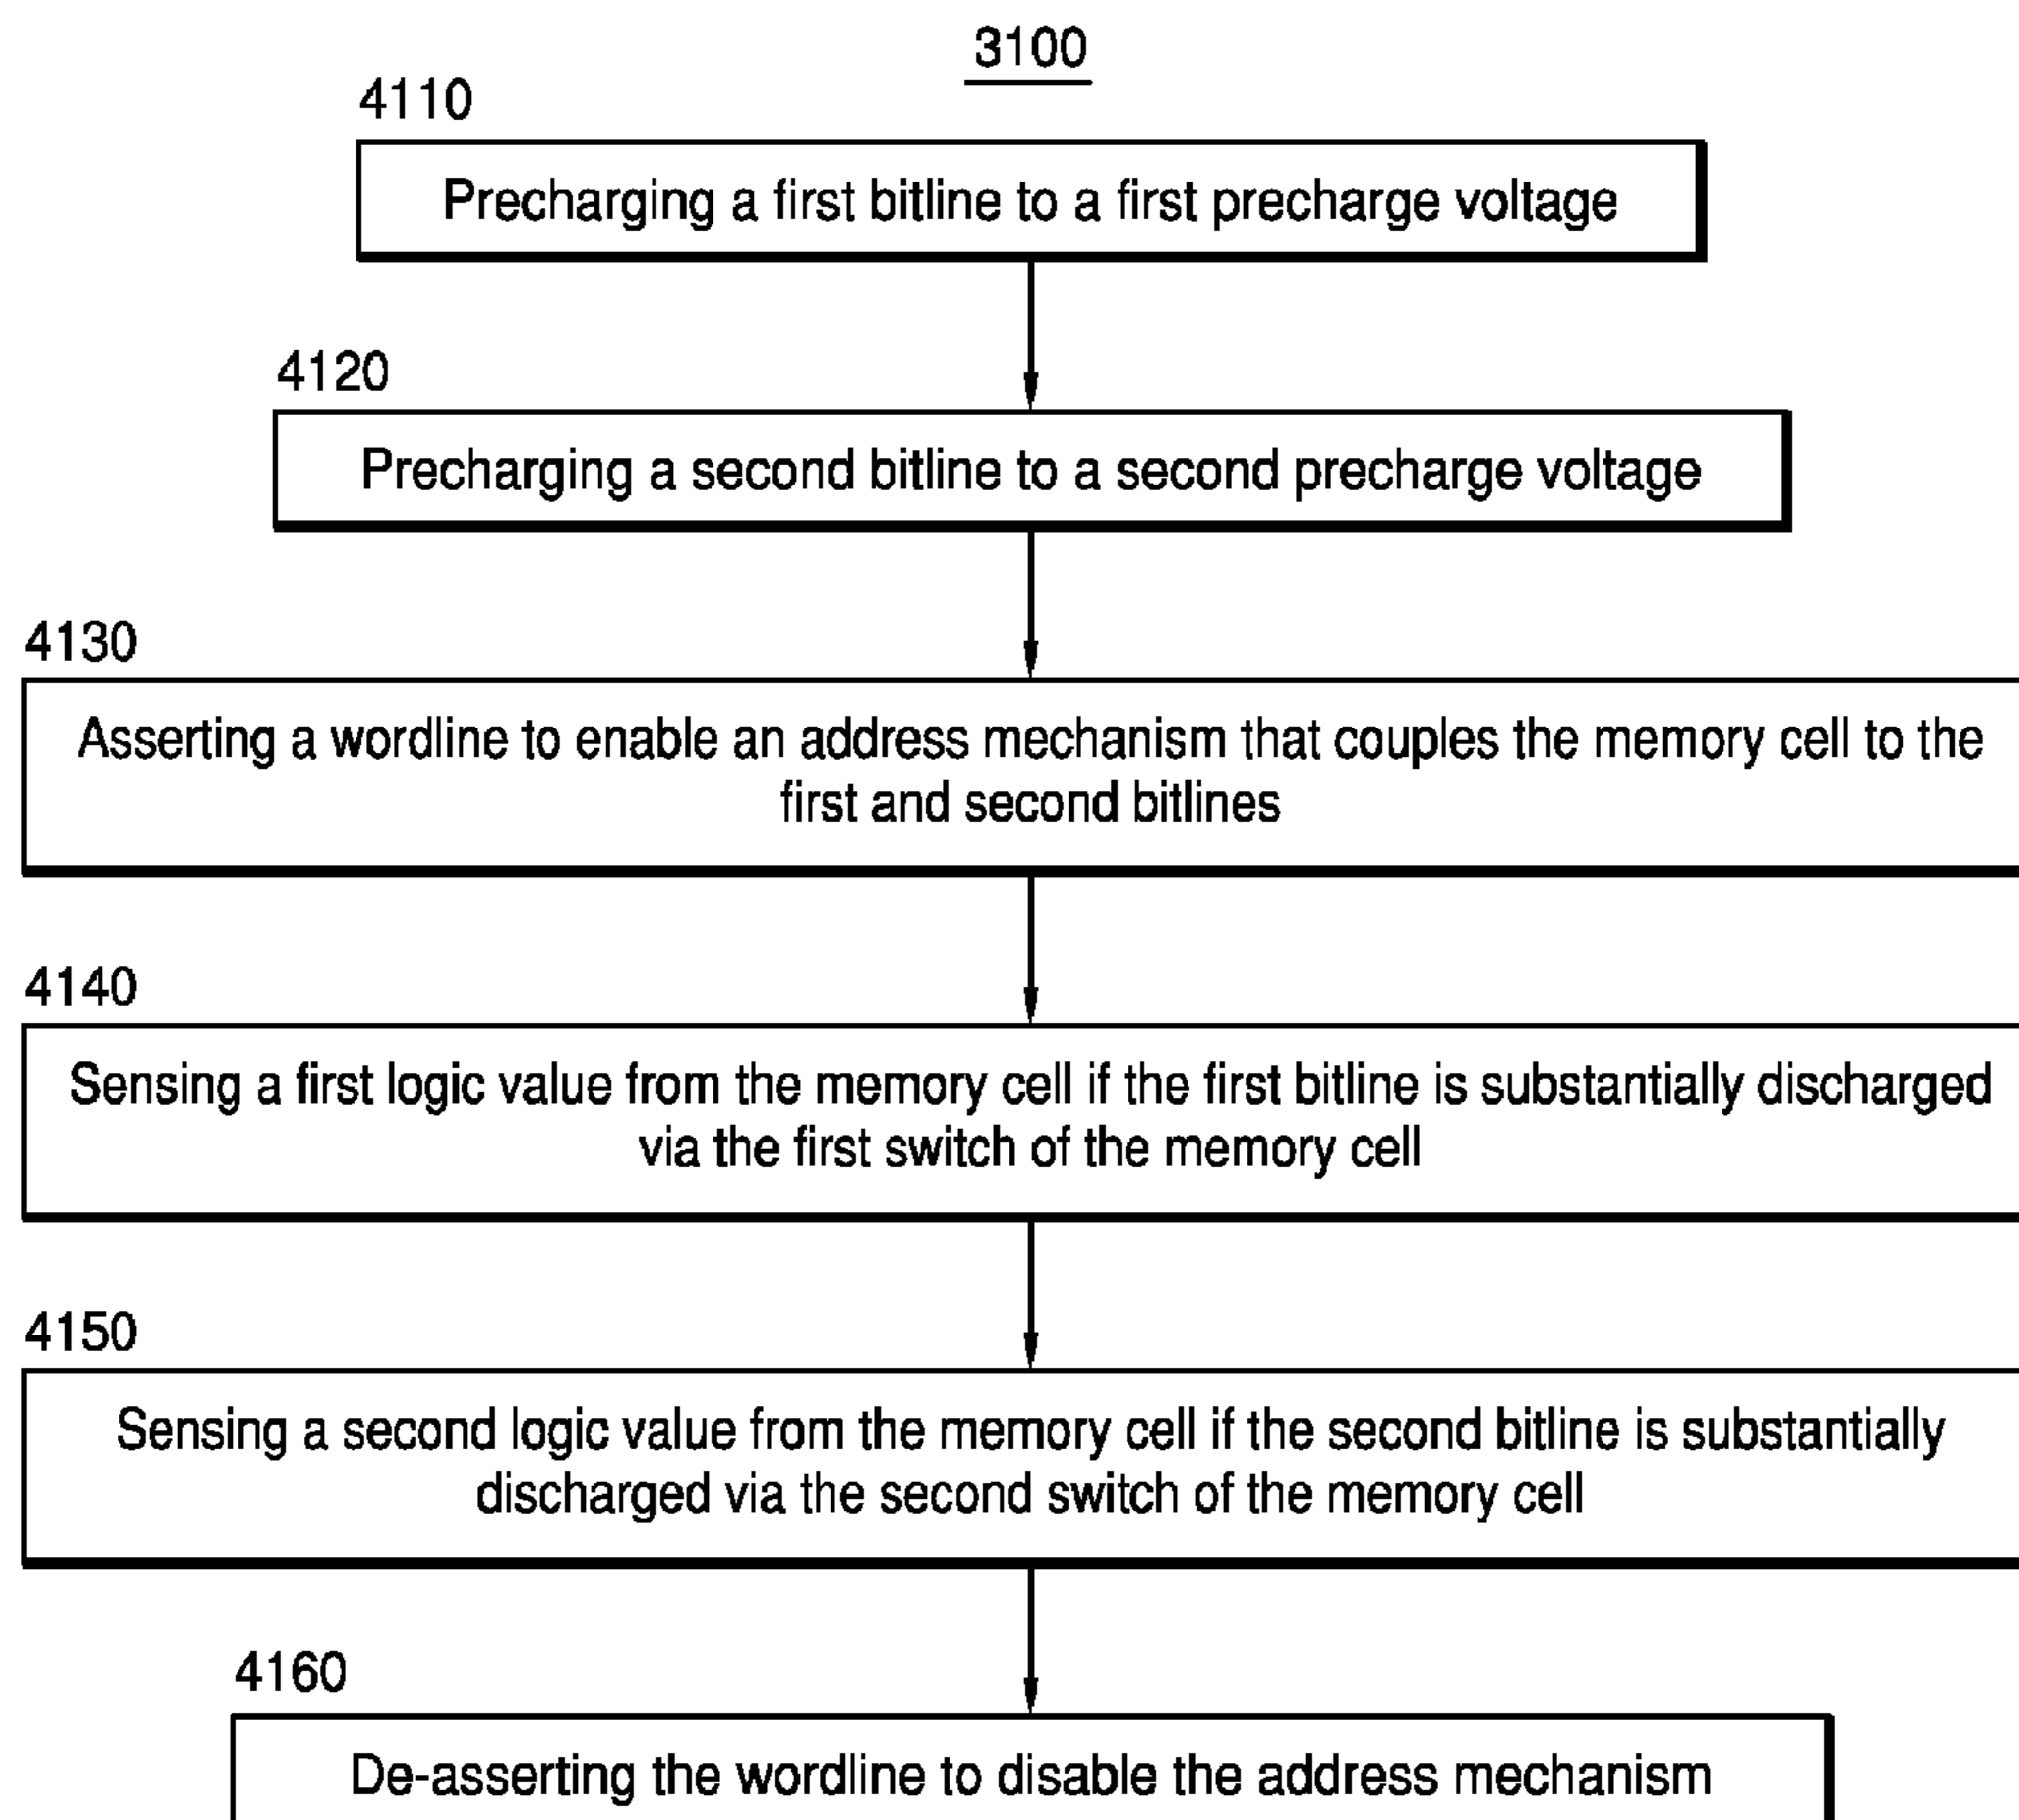 3100
4110
Precharging a first bitline to a first precharge voltage
4120
Precharging a second bitline to a second precharge voltage
4130
Asserting a wordline to enable an address mechanism that couples the memory cell to the
first and second bitlines
4140
Sensing a first logic value from the memory cell if the first bitline is substantially discharged
via the first switch of the memory cell
4150
Sensing a second logic value from the memory cell if the second bitline is substantially
discharged via the second switch of the memory cell
4160
De-asserting the wordline to disable the address mechanism